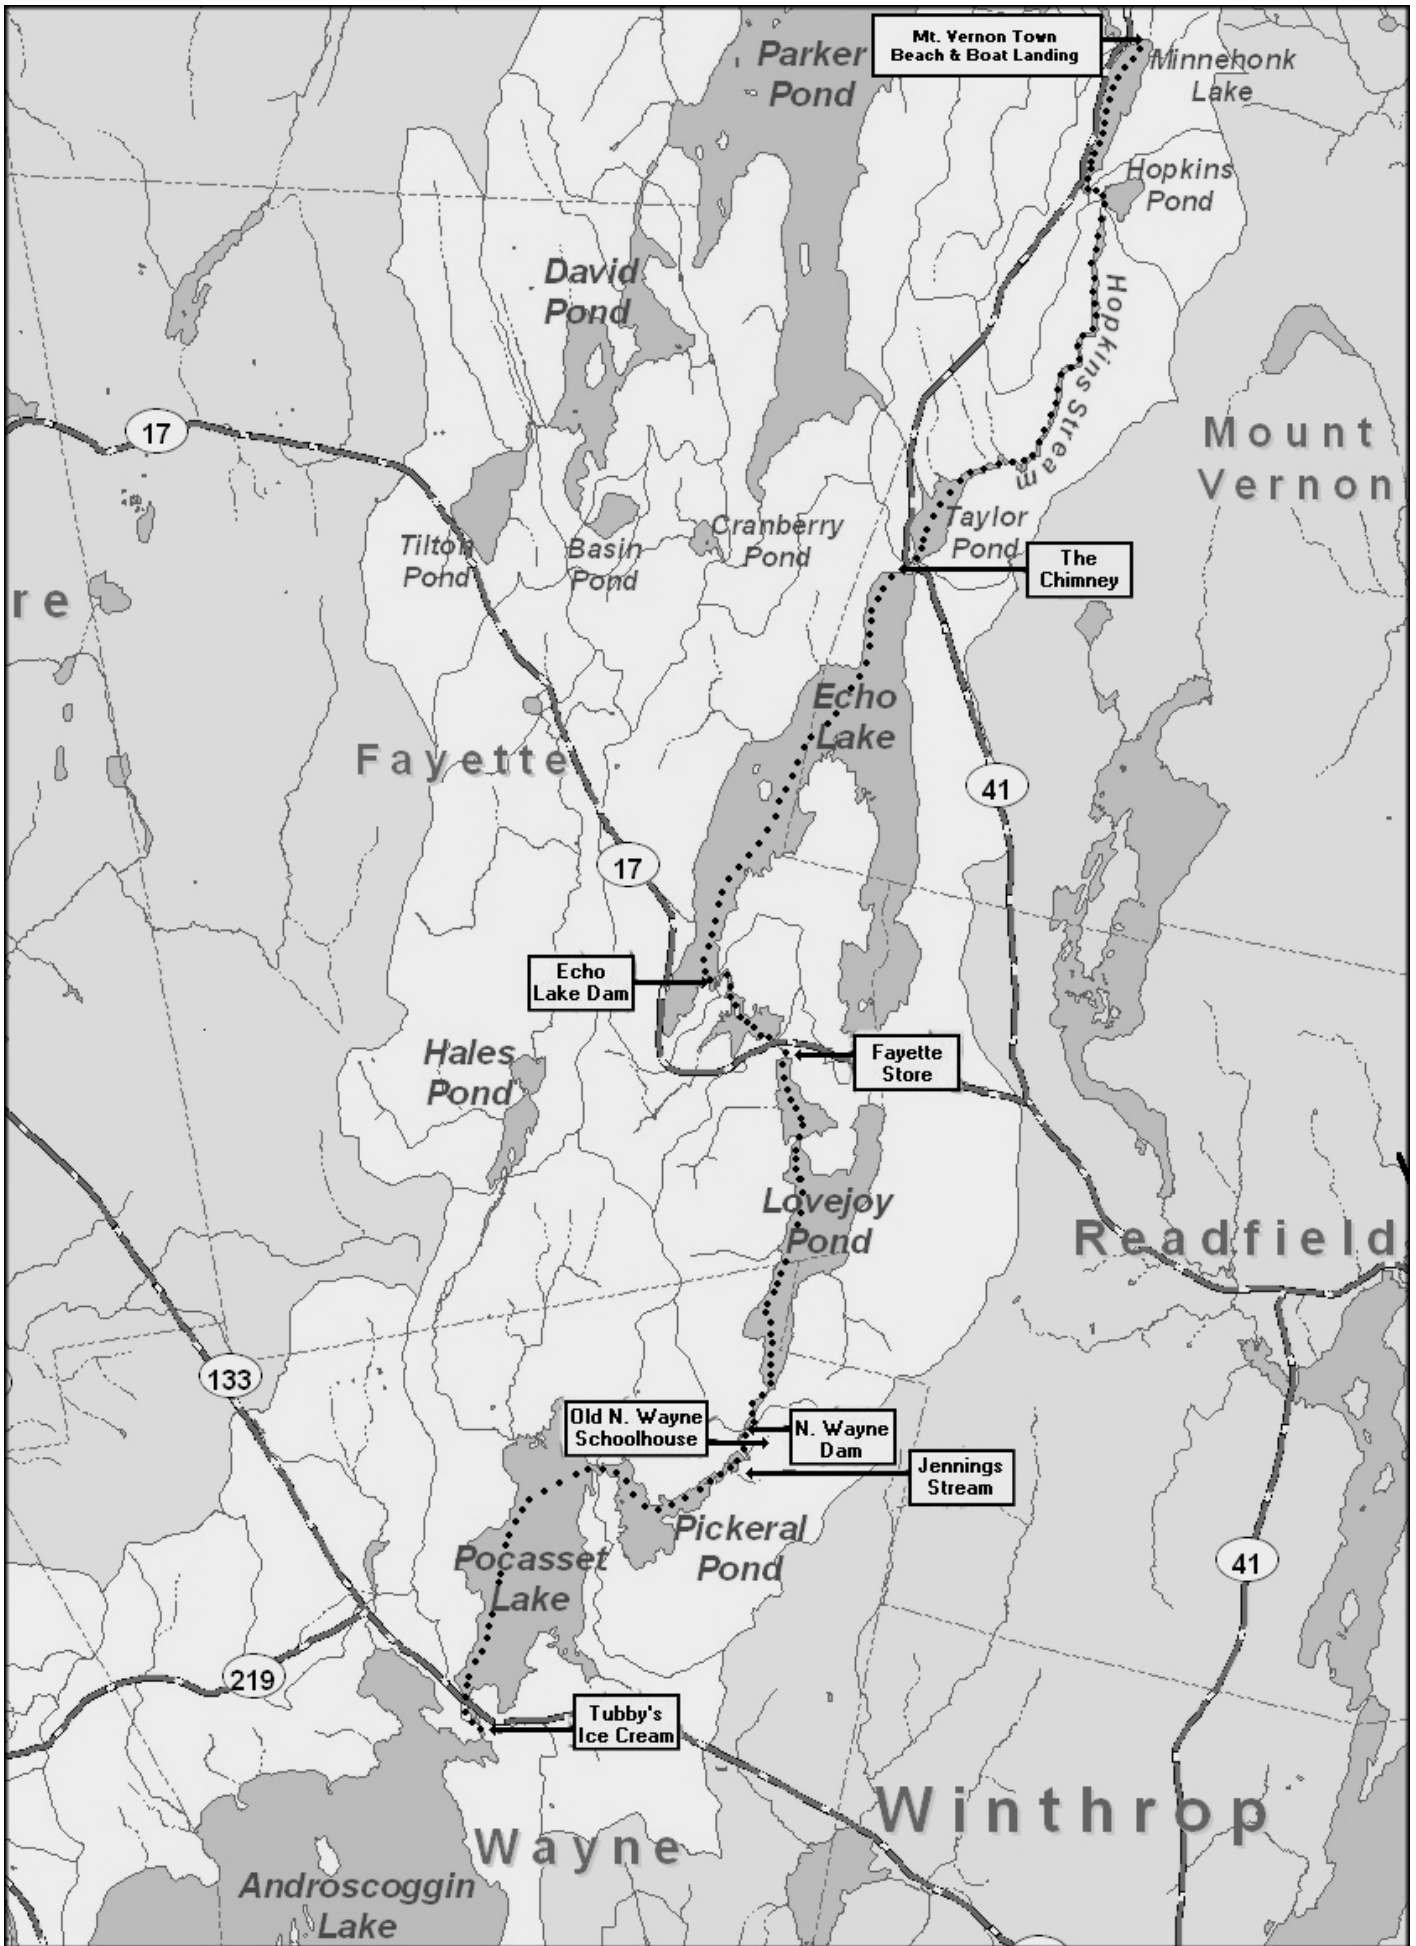 Mt. Vernon Town
Beach & Boat Landing
Parker
Pond
Minnehonk
Lake
Hopkins
Pond
David
Pond
Hopkins Stream
17
Mount
Vernon
Tilton
Pond
Basin
Pond
Cranberry
Pond
Taylor
Pond
The
Chimney
re
Echo
Lake
Fayette
41
17
Echo
Lake Dam
Fayette
Store
Hales
Pond
Lovejoy
Pond
Readfield
133
Old N. Wayne
Schoolhouse
N. Wayne
Dam
Jennings
Stream
Pickeral
Pond
Pocasset
Lake
41
219
Tubby's
Ice Cream
Winthrop
Wayne
Androscoggin
Lake